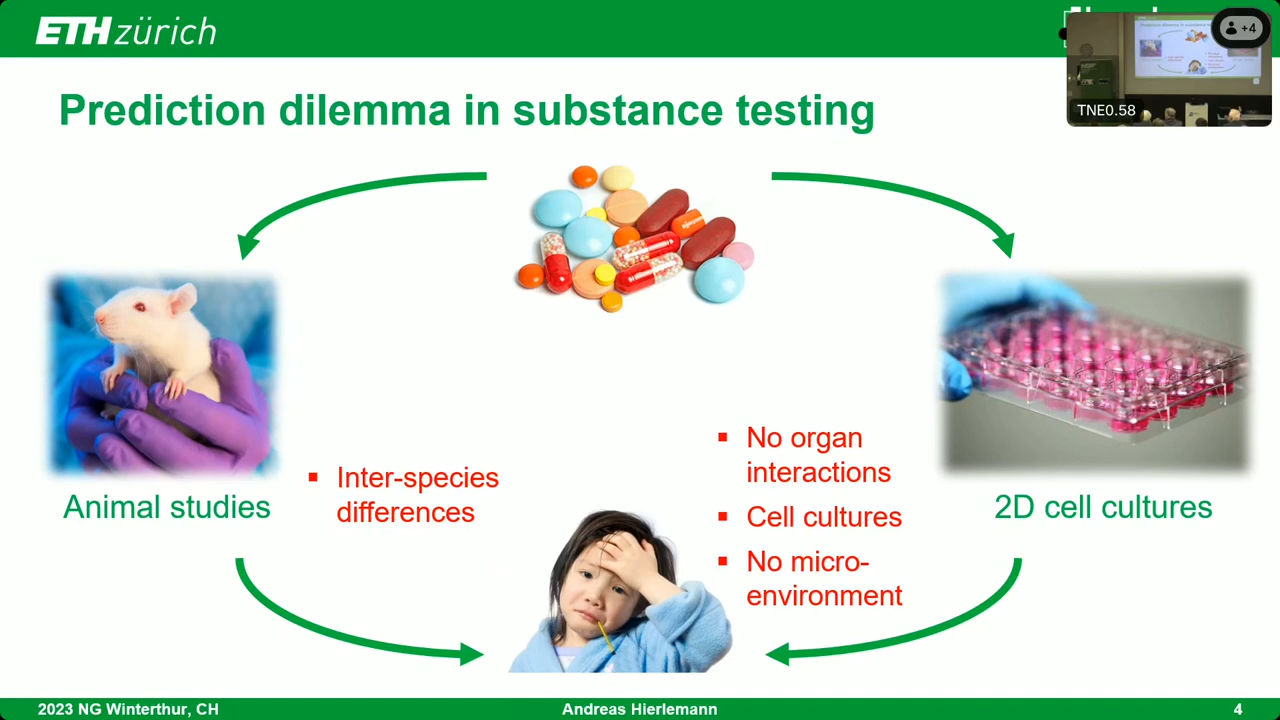 ETH zürich
+4
TNE0.58
Prediction dilemma in substance testing
Animal studies
▪ Inter-species
differences
▪ No organ
interactions
▪ Cell cultures
▪ No micro-
environment
2D cell cultures
2023 NG Winterthur, CH
Andreas Hierlemann
4